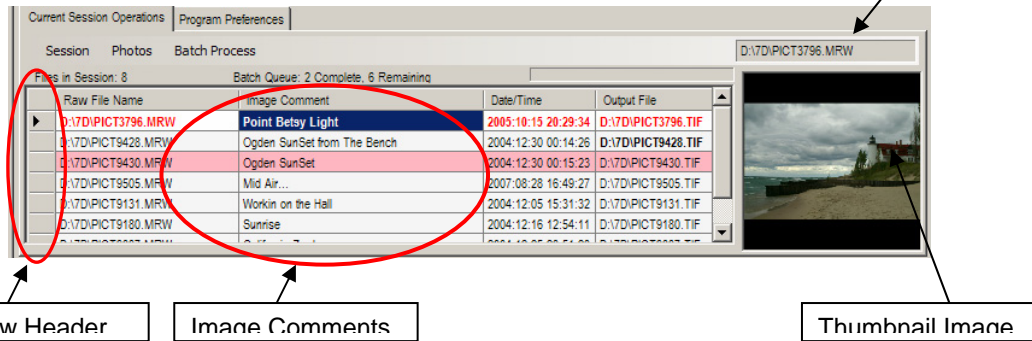 Current Session Operations Program Preferences
Session Photos Batch Process D:\7D\PICT3796.MRW
Files in Session: 8 Batch Queue: 2 Complete, 6 Remaining
Raw File Name Image Comment Date/Time Output File
D:\7D\PICT3796.MRW Point Betsy Light 2005:10:15 20:29:34 D:\7D\PICT3796.TIF
D:\7D\PICT9428.MRW Ogden SunSet from The Bench 2004:12:30 00:14:26 D:\7D\PICT9428.TIF
D:\7D\PICT9430.MRW Ogden SunSet 2004:12:30 00:15:23 D:\7D\PICT9430.TIF
D:\7D\PICT9505.MRW Mid Air... 2007:08:28 16:49:27 D:\7D\PICT9505.TIF
D:\7D\PICT9131.MRW Workin on the Hall 2004:12:05 15:31:32 D:\7D\PICT9131.TIF
D:\7D\PICT9180.MRW Sunrise 2004:12:16 12:54:11 D:\7D\PICT9180.TIF
w Header Image Comments Thumbnail Image